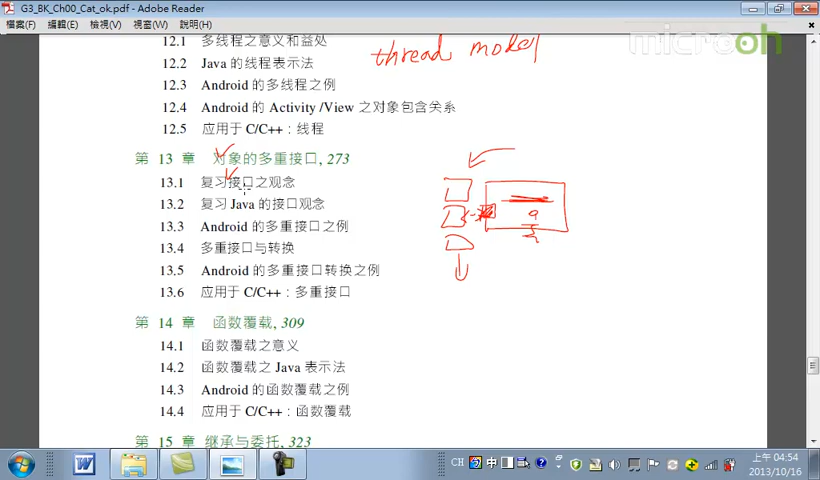 G3_BK_Ch00_Cat_ok.pdf - Adobe Reader
檔案(F) 編輯(E) 檢視(V) 視窗(W) 說明(H)
12.1 多线程之意义和益处
thread model
12.2 Java 的线程表示法
12.3 Android 的多线程之例
12.4 Android 的 Activity /View 之对象包含关系
12.5 应用于 C/C++：线程
第 13 章 对象的多重接口, 273
13.1 复习接口之观念
13.2 复习 Java 的接口观念
13.3 Android 的多重接口之例
13.4 多重接口与转换
13.5 Android 的多重接口转换之例
13.6 应用于 C/C++：多重接口
第 14 章 函数覆载, 309
14.1 函数覆载之意义
14.2 函数覆载之 Java 表示法
14.3 Android 的函数覆载之例
14.4 应用于 C/C++：函数覆载
第 15 章 继承与委托, 323
microoh
CH 中
上午 04:54
2013/10/16